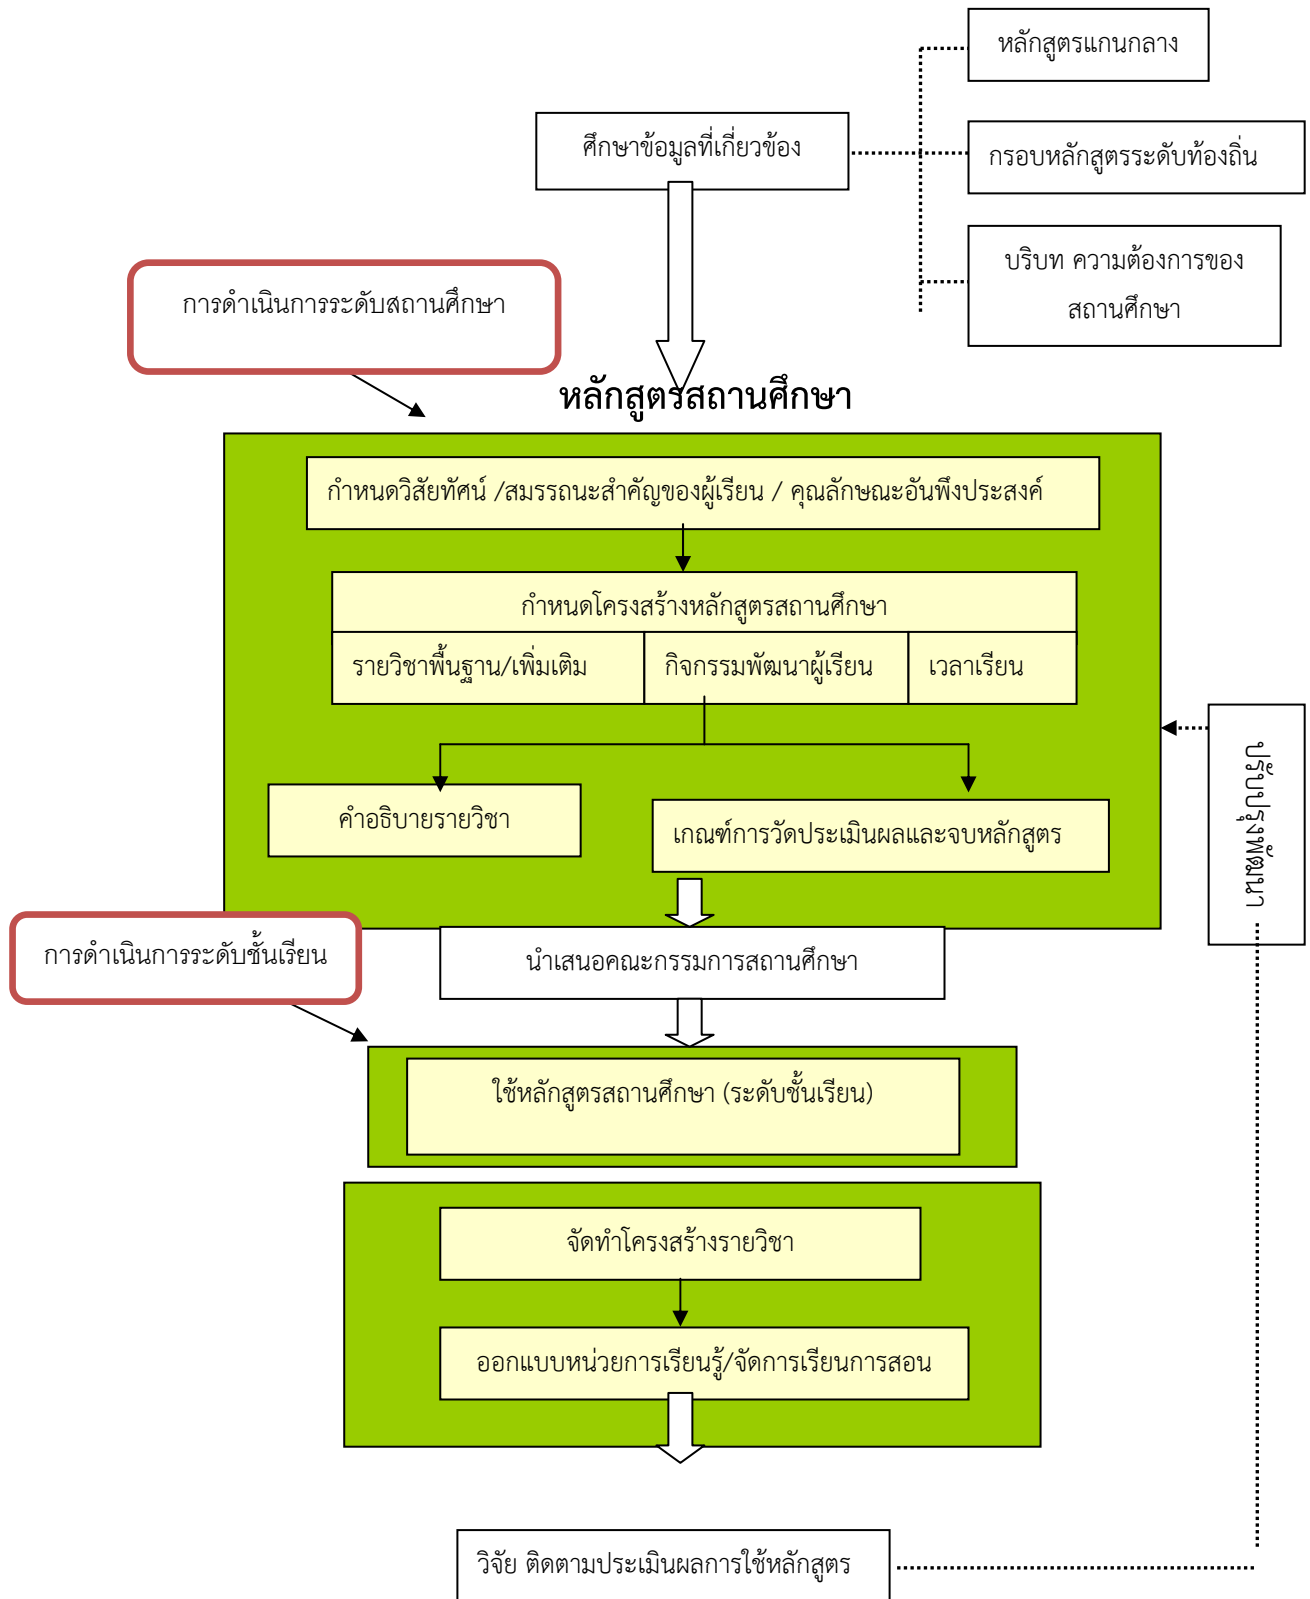 หลักสูตรแกนกลาง
ศึกษาข้อมูลที่เกี่ยวข้อง
กรอบหลักสูตรระดับท้องถิ่น
บริบท ความต้องการของ
สถานศึกษา
การดำเนินการระดับสถานศึกษา
หลักสูตรสถานศึกษา
กำหนดวิสัยทัศน์ /สมรรถนะสำคัญของผู้เรียน / คุณลักษณะอันพึงประสงค์
กำหนดโครงสร้างหลักสูตรสถานศึกษา
รายวิชาพื้นฐาน/เพิ่มเติม
กิจกรรมพัฒนาผู้เรียน
เวลาเรียน
ปรับปรุงพัฒนา
คำอธิบายรายวิชา
เกณฑ์การวัดประเมินผลและจบหลักสูตร
การดำเนินการระดับชั้นเรียน
นำเสนอคณะกรรมการสถานศึกษา
ใช้หลักสูตรสถานศึกษา (ระดับชั้นเรียน)
จัดทำโครงสร้างรายวิชา
ออกแบบหน่วยการเรียนรู้/จัดการเรียนการสอน
วิจัย ติดตามประเมินผลการใช้หลักสูตร